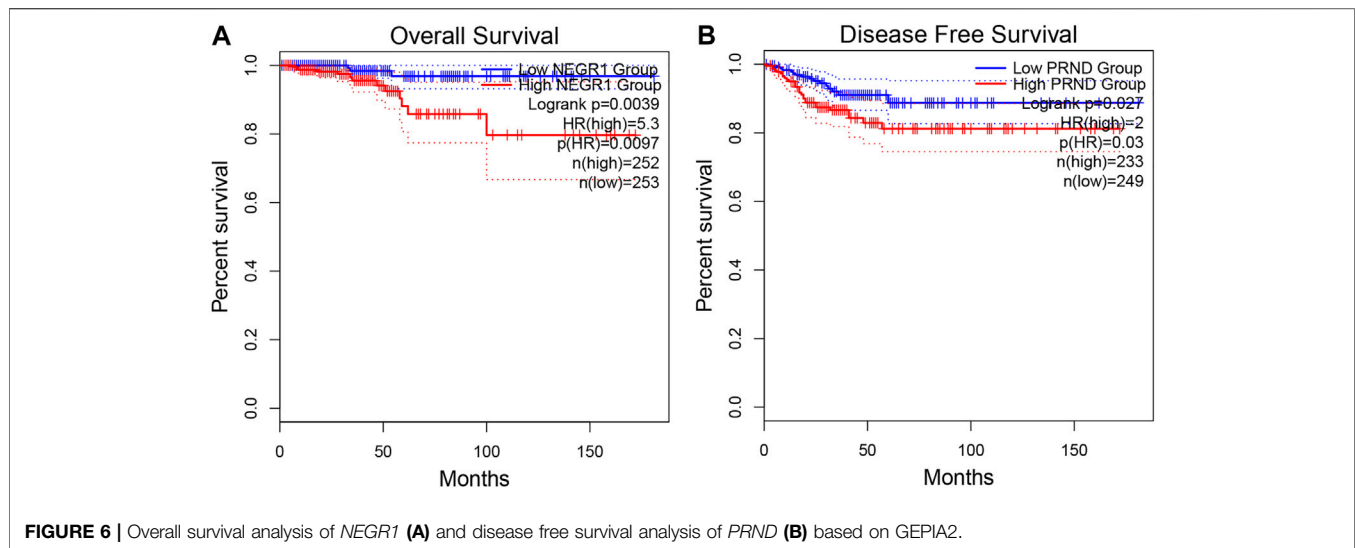 A
Overall Survival
Low NEGR1 Group
High NEGR1 Group
Logrank p=0.0039
HR(high)=5.3
p(HR)=0.0097
n(high)=252
n(low)=253
Percent survival
1.0
0.8
0.6
0.4
0.2
0.0
0 50 100 150
Months
B
Disease Free Survival
Low PRND Group
High PRND Group
Logrank p=0.027
HR(high)=2
p(HR)=0.03
n(high)=233
n(low)=249
Percent survival
1.0
0.8
0.6
0.4
0.2
0.0
0 50 100 150
Months
FIGURE 6 | Overall survival analysis of NEGR1 (A) and disease free survival analysis of PRND (B) based on GEPIA2.